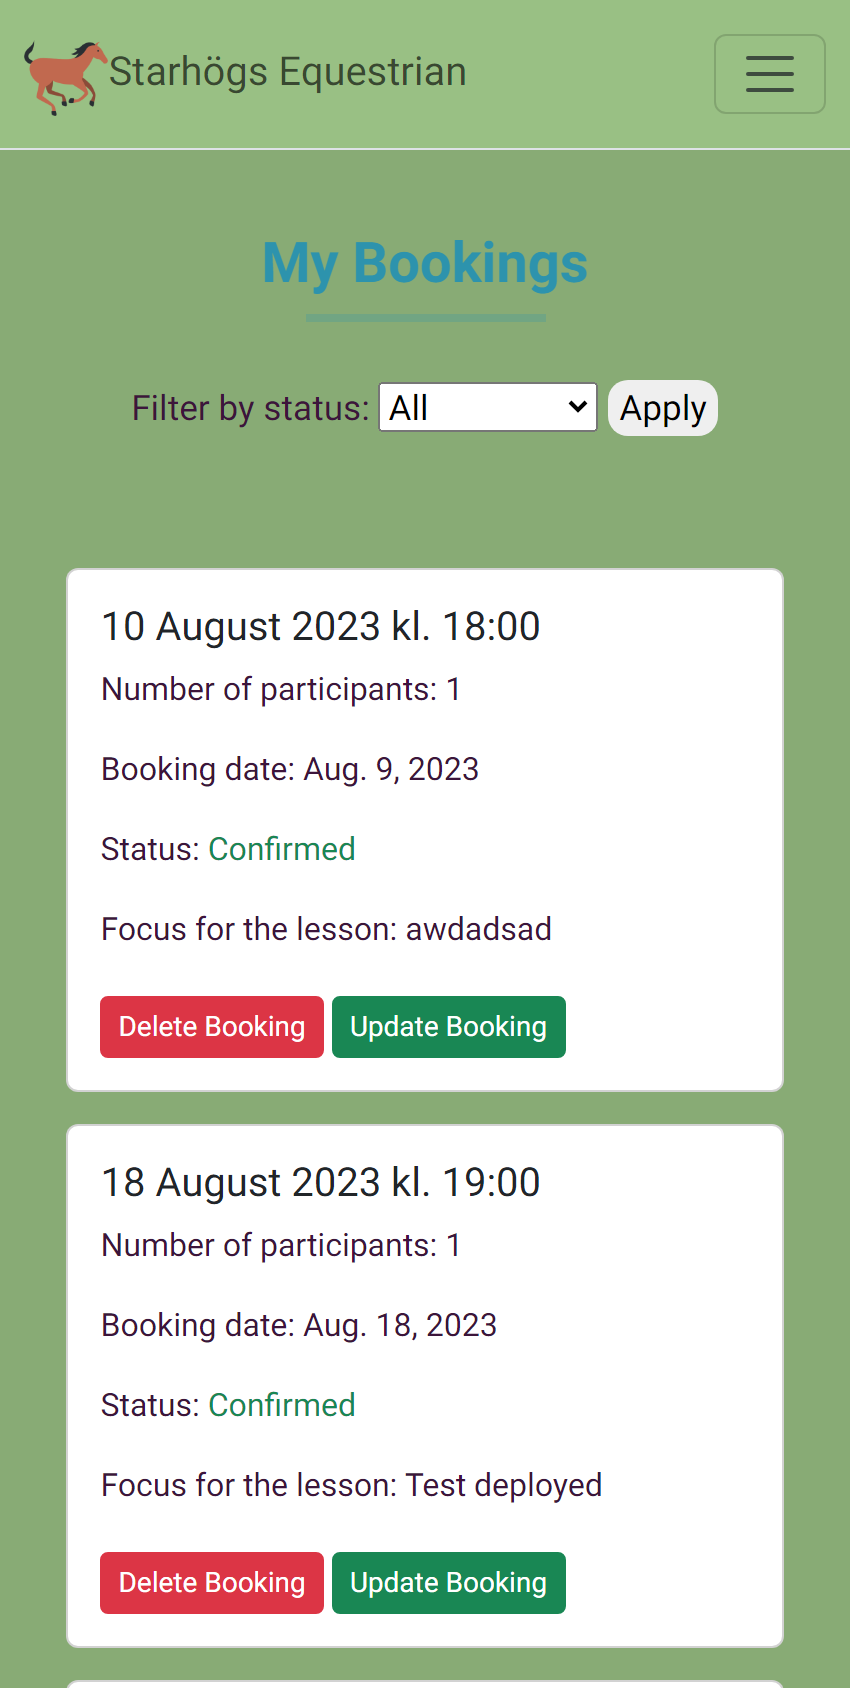 Starhögs Equestrian
My Bookings
Filter by status: All Apply
10 August 2023 kl. 18:00
Number of participants: 1
Booking date: Aug. 9, 2023
Status: Confirmed
Focus for the lesson: awdadsad
Delete Booking Update Booking
18 August 2023 kl. 19:00
Number of participants: 1
Booking date: Aug. 18, 2023
Status: Confirmed
Focus for the lesson: Test deployed
Delete Booking Update Booking